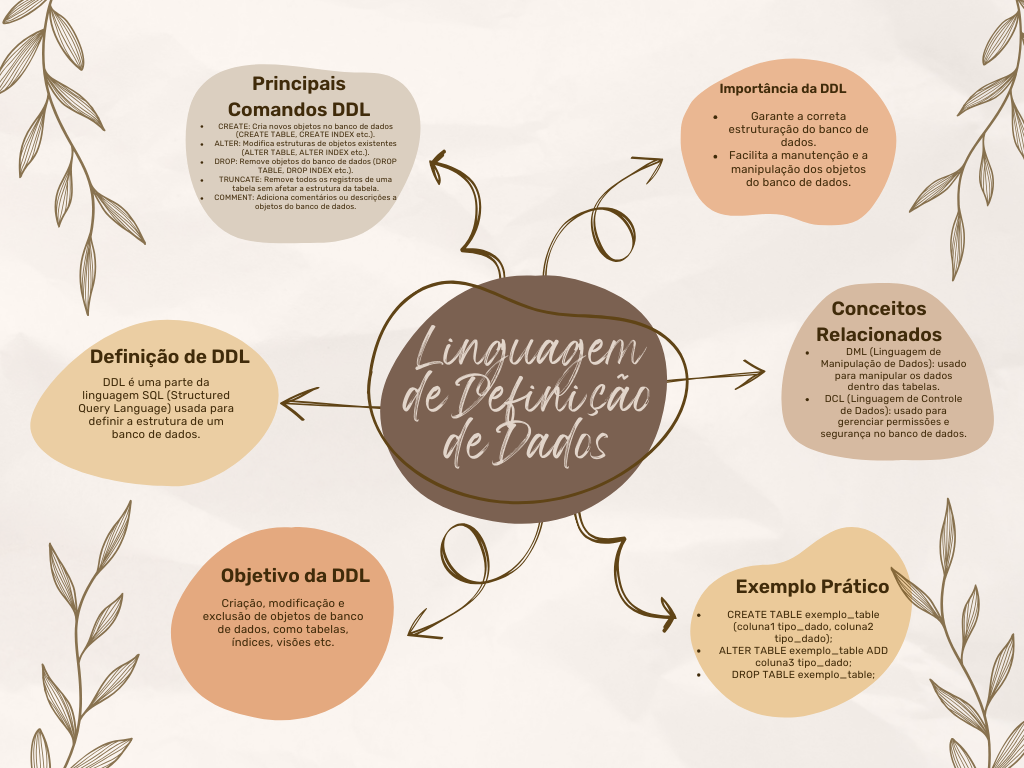 Principais
Comandos DDL
• CREATE: Cria novos objetos no banco de dados
(CREATE TABLE, CREATE INDEX etc.).
• ALTER: Modifica estruturas de objetos existentes
(ALTER TABLE, ALTER INDEX etc.).
• DROP: Remove objetos do banco de dados (DROP
TABLE, DROP INDEX etc.).
• TRUNCATE: Remove todos os registros de uma
tabela sem afetar a estrutura da tabela.
• COMMENT: Adiciona comentários ou descrições a
objetos do banco de dados.
Importância da DDL
• Garante a correta
estruturação do banco de
dados.
• Facilita a manutenção e a
manipulação dos objetos
do banco de dados.
Definição de DDL
DDL é uma parte da
linguagem SQL (Structured
Query Language) usada para
definir a estrutura de um
banco de dados.
Linguagem
de Definição
de Dados
Conceitos
Relacionados
• DML (Linguagem de
Manipulação de Dados): usado
para manipular os dados
dentro das tabelas.
• DCL (Linguagem de Controle
de Dados): usado para
gerenciar permissões e
segurança no banco de dados.
Objetivo da DDL
Criação, modificação e
exclusão de objetos de banco
de dados, como tabelas,
índices, visões etc.
Exemplo Prático
• CREATE TABLE exemplo_table
(coluna1 tipo_dado, coluna2
tipo_dado);
• ALTER TABLE exemplo_table ADD
coluna3 tipo_dado;
• DROP TABLE exemplo_table;